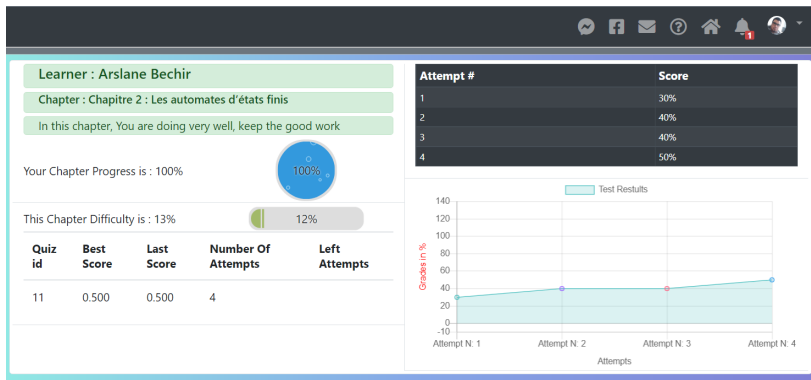 1
Learner : Arslane Bechir
Chapter : Chapitre 2 : Les automates d'états finis
In this chapter, You are doing very well, keep the good work
Your Chapter Progress is : 100%
100%
This Chapter Difficulty is : 13%
12%
Quiz id Best Score Last Score Number Of Attempts Left Attempts
11 0.500 0.500 4
Attempt # Score
1 30%
2 40%
3 40%
4 50%
Test Restults
Grades in %
140
120
100
80
60
40
20
0
-10
Attempt N: 1 Attempt N: 2 Attempt N: 3 Attempt N: 4
Attempts